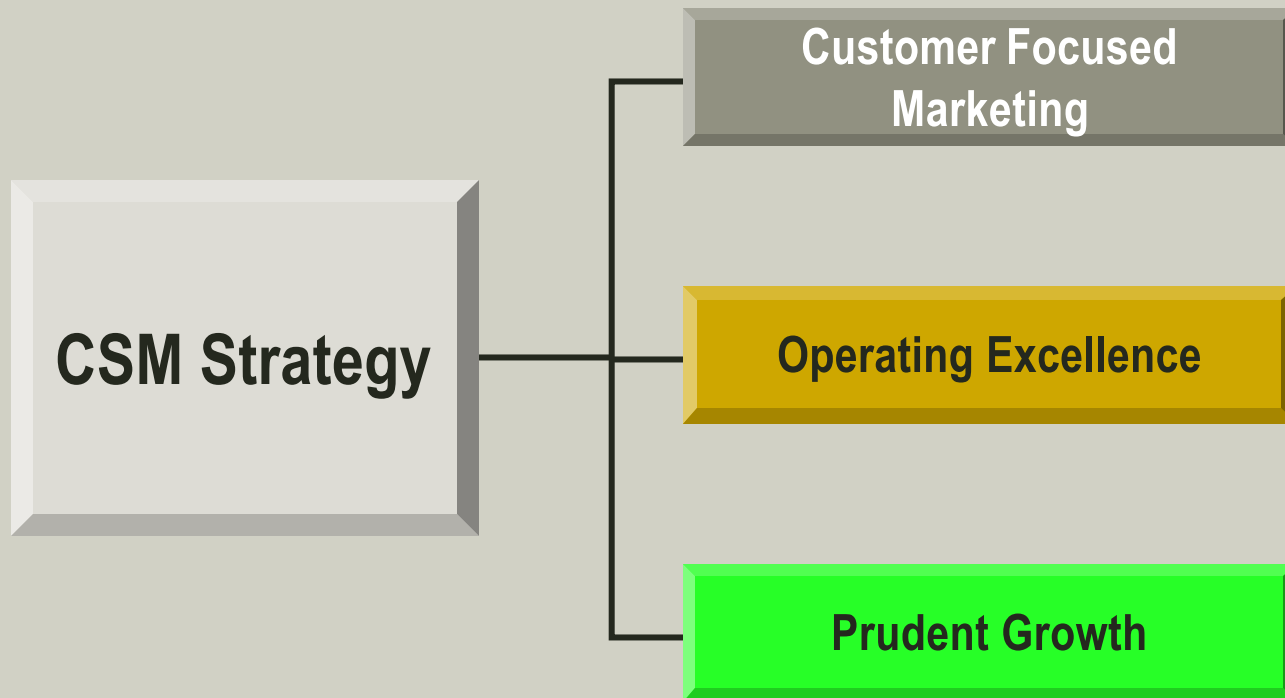 Customer Focused
Marketing
CSM Strategy
Operating Excellence
Prudent Growth